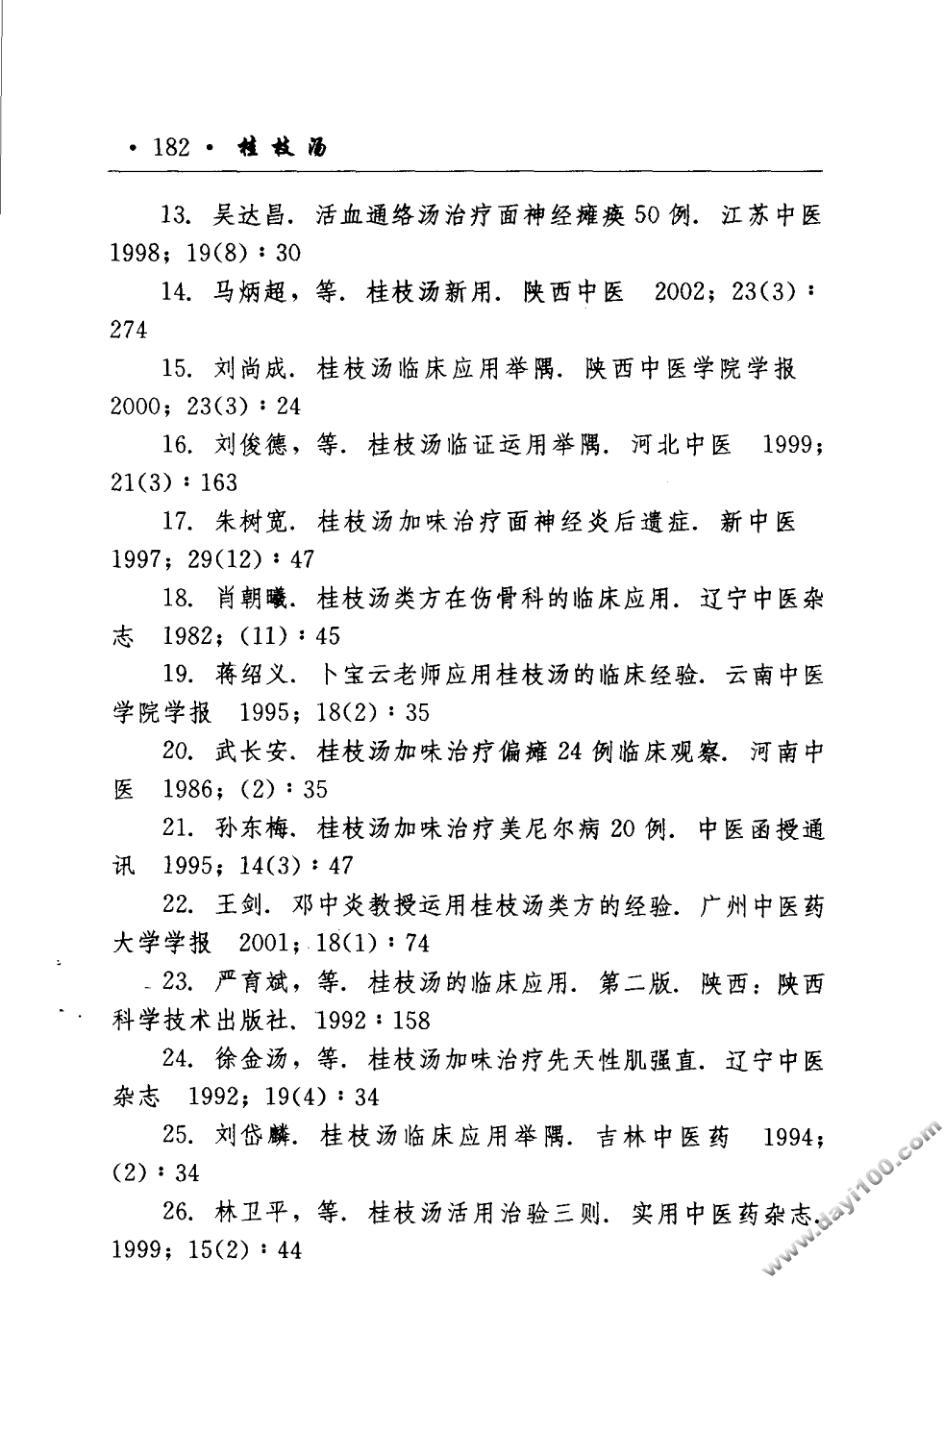 · 182 · 桂枝汤
13. 吴达昌. 活血通络汤治疗面神经瘫痪 50 例. 江苏中医
1998; 19(8) : 30
14. 马炳超, 等. 桂枝汤新用. 陕西中医 2002; 23(3) :
274
15. 刘尚成. 桂枝汤临床应用举隅. 陕西中医学院学报
2000; 23(3) : 24
16. 刘俊德, 等. 桂枝汤临证运用举隅. 河北中医 1999;
21(3) : 163
17. 朱树宽. 桂枝汤加味治疗面神经炎后遗症. 新中医
1997; 29(12) : 47
18. 肖朝曦. 桂枝汤类方在伤骨科的临床应用. 辽宁中医杂
志 1982; (11) : 45
19. 蒋绍义. 卜宝云老师应用桂枝汤的临床经验. 云南中医
学院学报 1995; 18(2) : 35
20. 武长安. 桂枝汤加味治疗偏瘫 24 例临床观察. 河南中
医 1986; (2) : 35
21. 孙东梅. 桂枝汤加味治疗美尼尔病 20 例. 中医函授通
讯 1995; 14(3) : 47
22. 王剑. 邓中炎教授运用桂枝汤类方的经验. 广州中医药
大学学报 2001; 18(1) : 74
23. 严育斌, 等. 桂枝汤的临床应用. 第二版. 陕西: 陕西
科学技术出版社. 1992 : 158
24. 徐金汤, 等. 桂枝汤加味治疗先天性肌强直. 辽宁中医
杂志 1992; 19(4) : 34
25. 刘岱麟. 桂枝汤临床应用举隅. 吉林中医药 1994;
(2) : 34
26. 林卫平, 等. 桂枝汤活用治验三则. 实用中医药杂志.
1999; 15(2) : 44
www.dayi100.com